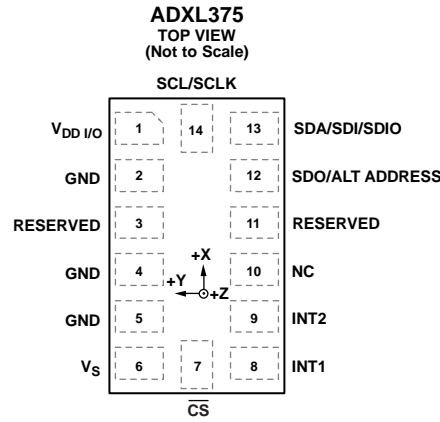 ADXL375
TOP VIEW
(Not to Scale)
SCL/SCLK
VDD I/O 1 14 13 SDA/SDI/SDIO
GND 2 12 SDO/ALT ADDRESS
RESERVED 3 11 RESERVED
+X
GND 4 +Y 10 NC
+Z
GND 5 9 INT2
VS 6 7 8 INT1
CS